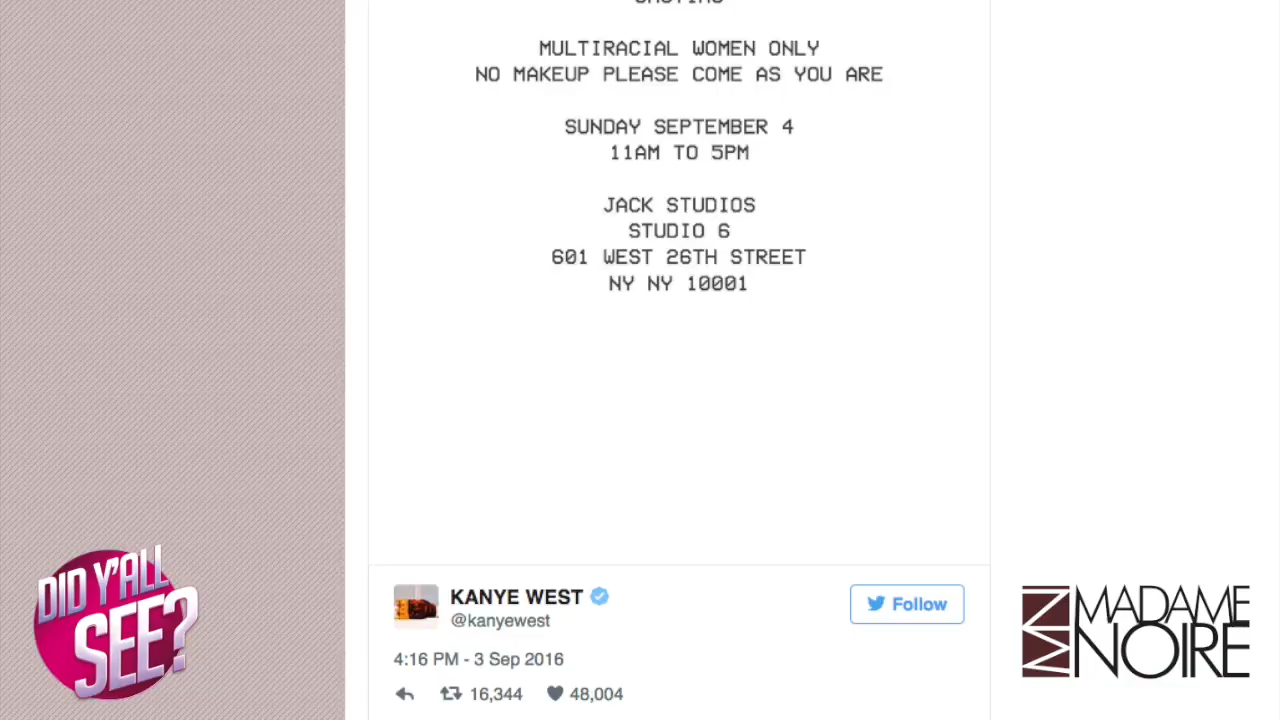 MULTIRACIAL WOMEN ONLY
NO MAKEUP PLEASE COME AS YOU ARE
SUNDAY SEPTEMBER 4
11AM TO 5PM
JACK STUDIOS
STUDIO 6
601 WEST 26TH STREET
NY NY 10001
KANYE WEST
@kanyewest
Follow
4:16 PM - 3 Sep 2016
16,344 48,004
DID Y'ALL
SEE?
MN
MADAME
NOIRE